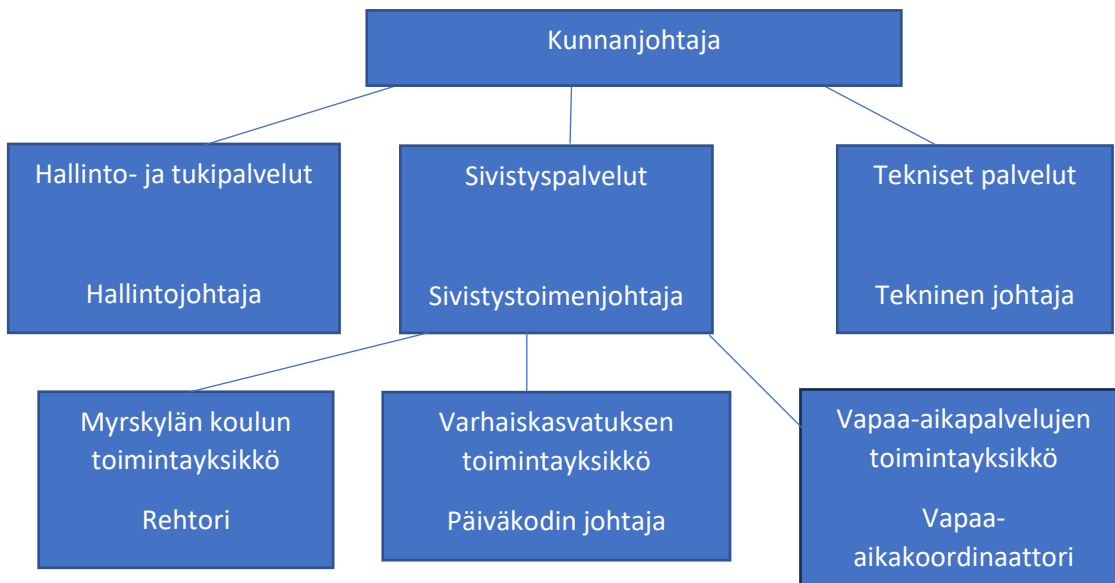 Kunnanjohtaja
Hallinto- ja tukipalvelut
Hallintojohtaja
Sivistyspalvelut
Sivistystoimenjohtaja
Tekniset palvelut
Tekninen johtaja
Myrskylän koulun
toimintayksikkö
Rehtori
Varhaiskasvatuksen
toimintayksikkö
Päiväkodin johtaja
Vapaa-aikapalvelujen
toimintayksikkö
Vapaa-
aikakoordinaattori